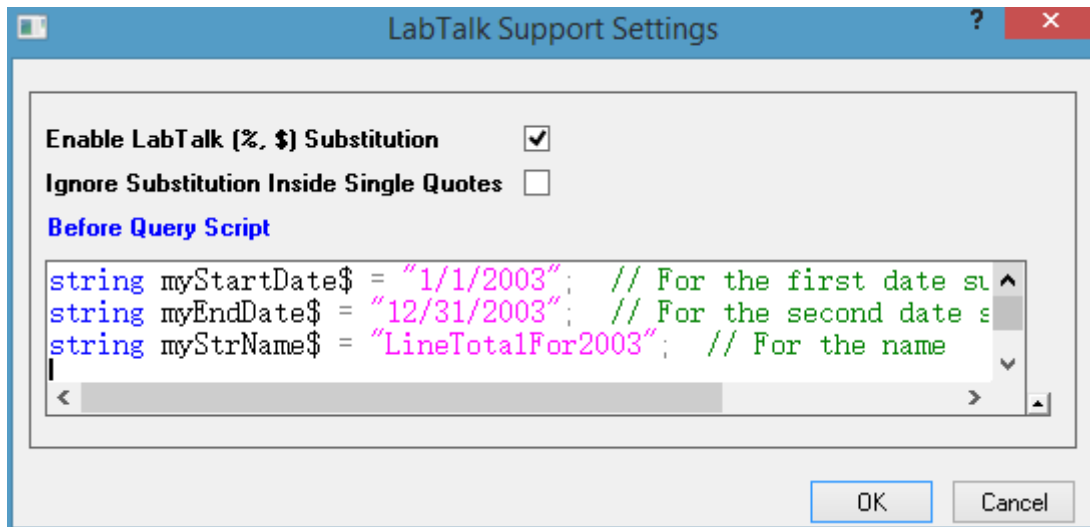 LabTalk Support Settings ? ×
Enable LabTalk (%, $) Substitution
Ignore Substitution Inside Single Quotes
Before Query Script
string myStartDate$ = "1/1/2003";  // For the first date
string myEndDate$ = "12/31/2003";  // For the second date
string myStrName$ = "LineTotalFor2003";  // For the name
OK Cancel